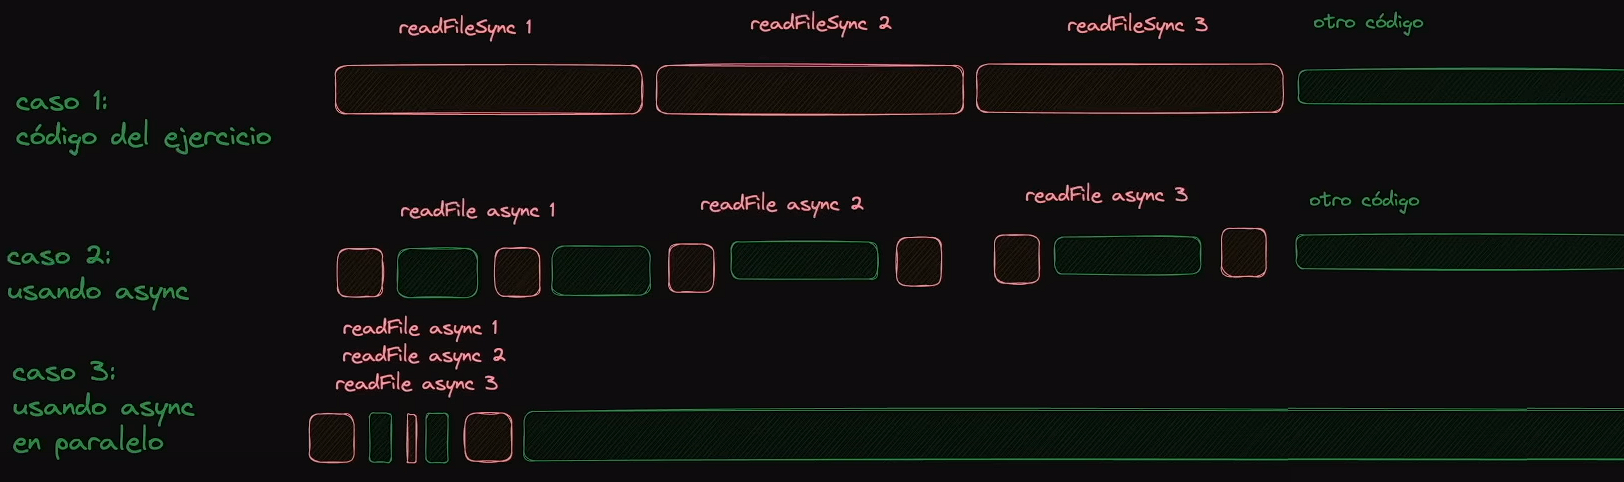 readFileSync 1
readFileSync 2
readFileSync 3
otro código
caso 1:
código del ejercicio
readFile async 1
readFile async 2
readFile async 3
otro código
caso 2:
usando async
readFile async 1
readFile async 2
readFile async 3
caso 3:
usando async
en paralelo